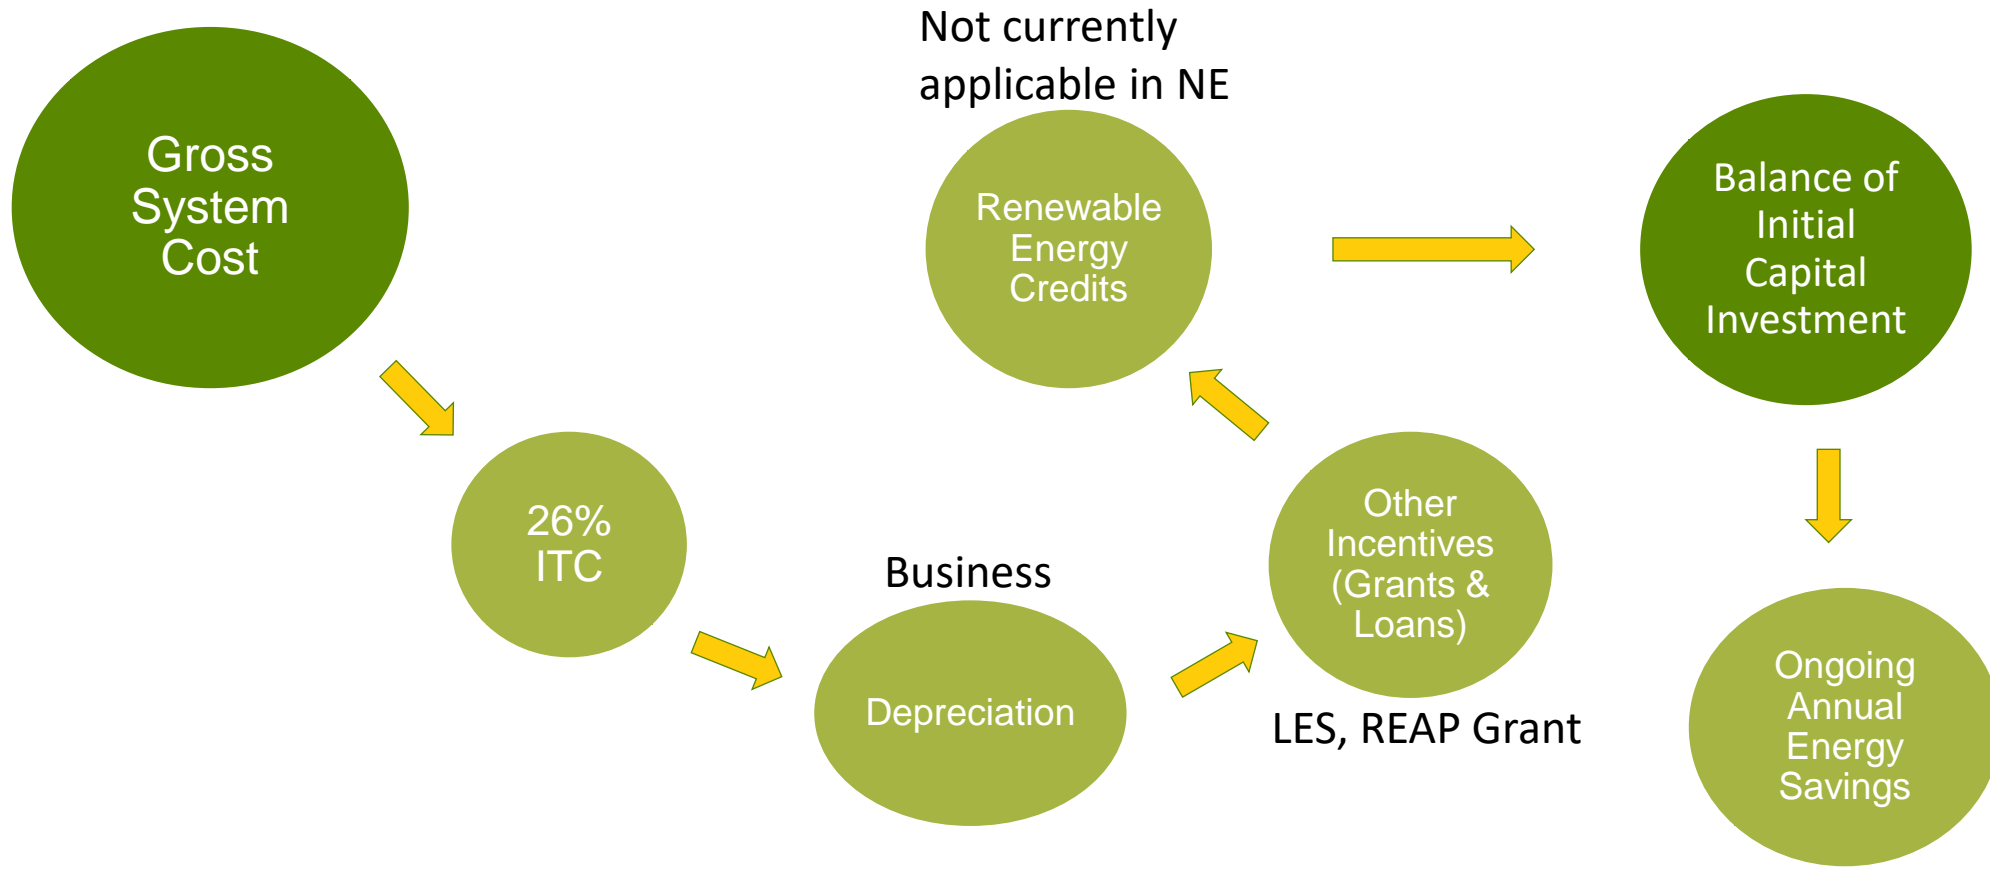 Gross
System
Cost
26%
ITC
Business
Depreciation
Other
Incentives
(Grants &
Loans)
LES, REAP Grant
Not currently
applicable in NE
Renewable
Energy
Credits
Balance of
Initial
Capital
Investment
Ongoing
Annual
Energy
Savings